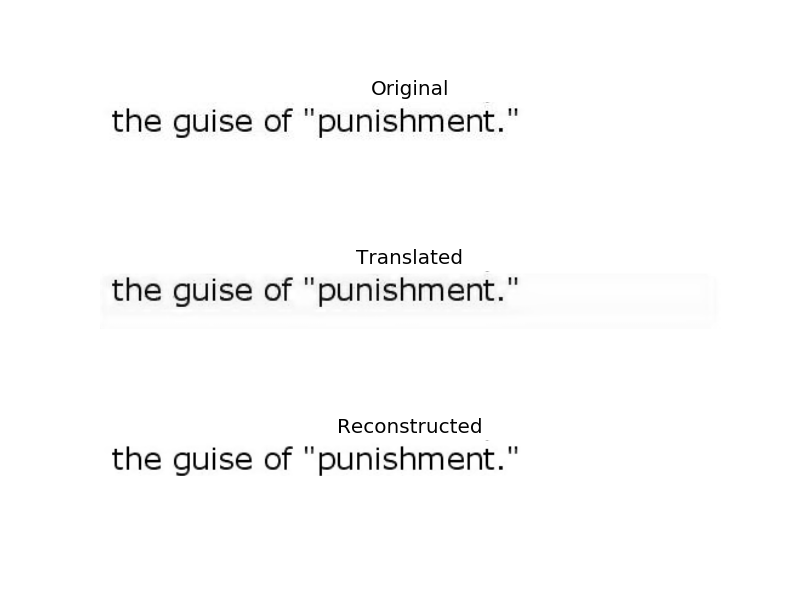 Original
the guise of "punishment."
Translated
the guise of "punishment."
Reconstructed
the guise of "punishment."